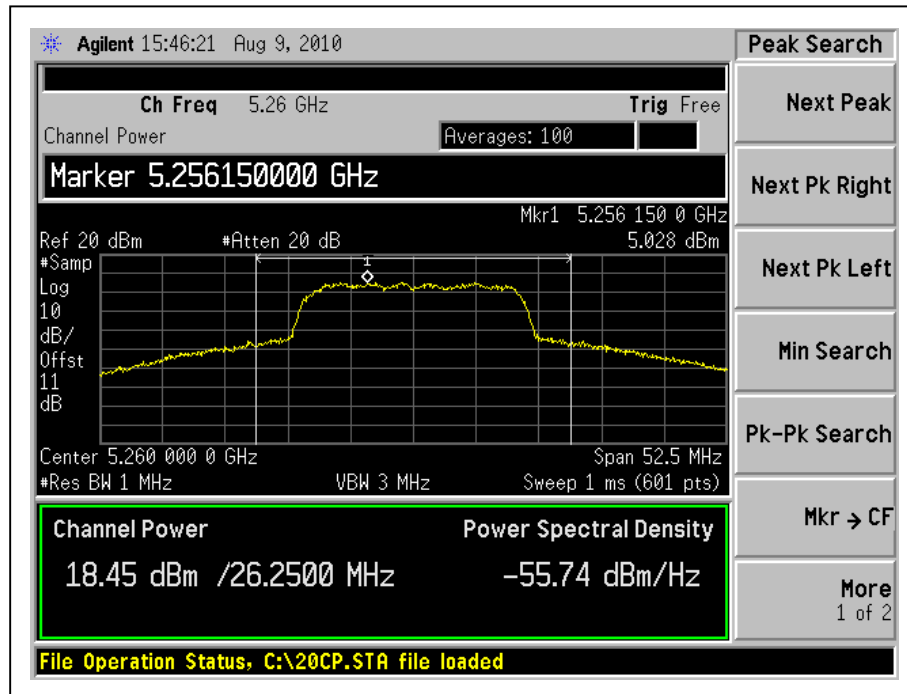 Agilent 15:46:21 Aug 9, 2010
Peak Search
Ch Freq 5.26 GHz Trig Free
Channel Power Averages: 100
Marker 5.256150000 GHz
Mkr1 5.256 150 0 GHz
Ref 20 dBm #Atten 20 dB 5.028 dBm
#Samp
Log
10
dB/
Offst
11
dB
1
Center 5.260 000 0 GHz Span 52.5 MHz
#Res BW 1 MHz VBW 3 MHz Sweep 1 ms (601 pts)
Channel Power Power Spectral Density
18.45 dBm /26.2500 MHz -55.74 dBm/Hz
File Operation Status, C:\20CP.STA file loaded
Next Peak
Next Pk Right
Next Pk Left
Min Search
Pk-Pk Search
Mkr → CF
More
1 of 2